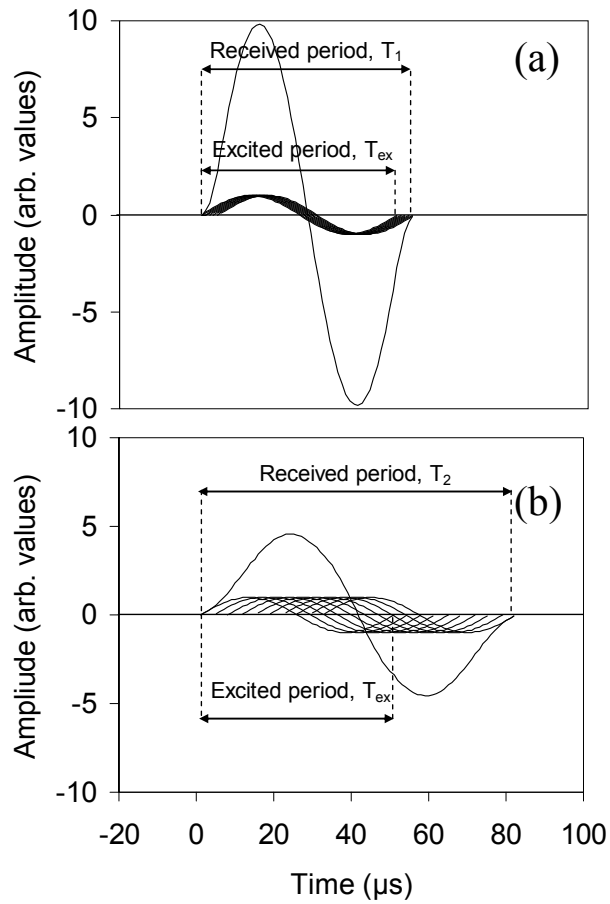 10
5
0
-5
-10
Amplitude (arb. values)
Received period, T1
(a)
Excited period, Tex
10
5
0
-5
-10
Ampliude (arb. values)
Received period, T2
(b)
Excited period, Tex
-20
0
20
40
60
80
100
Time (µs)